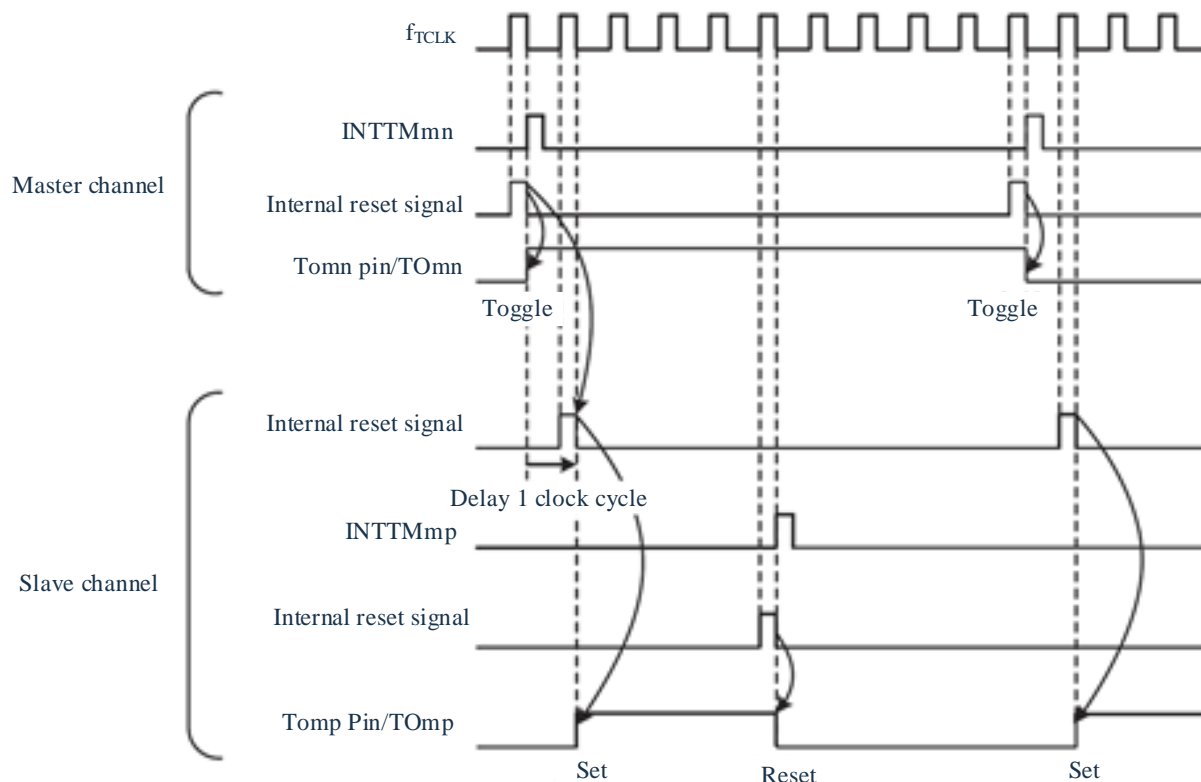 fTCLK
INTTMmn
Master channel
Internal reset signal
Tomn pin/TOmn
Toggle
Toggle
Internal reset signal
Delay 1 clock cycle
INTTMmp
Slave channel
Internal reset signal
Tomp Pin/TOmp
Set
Reset
Set